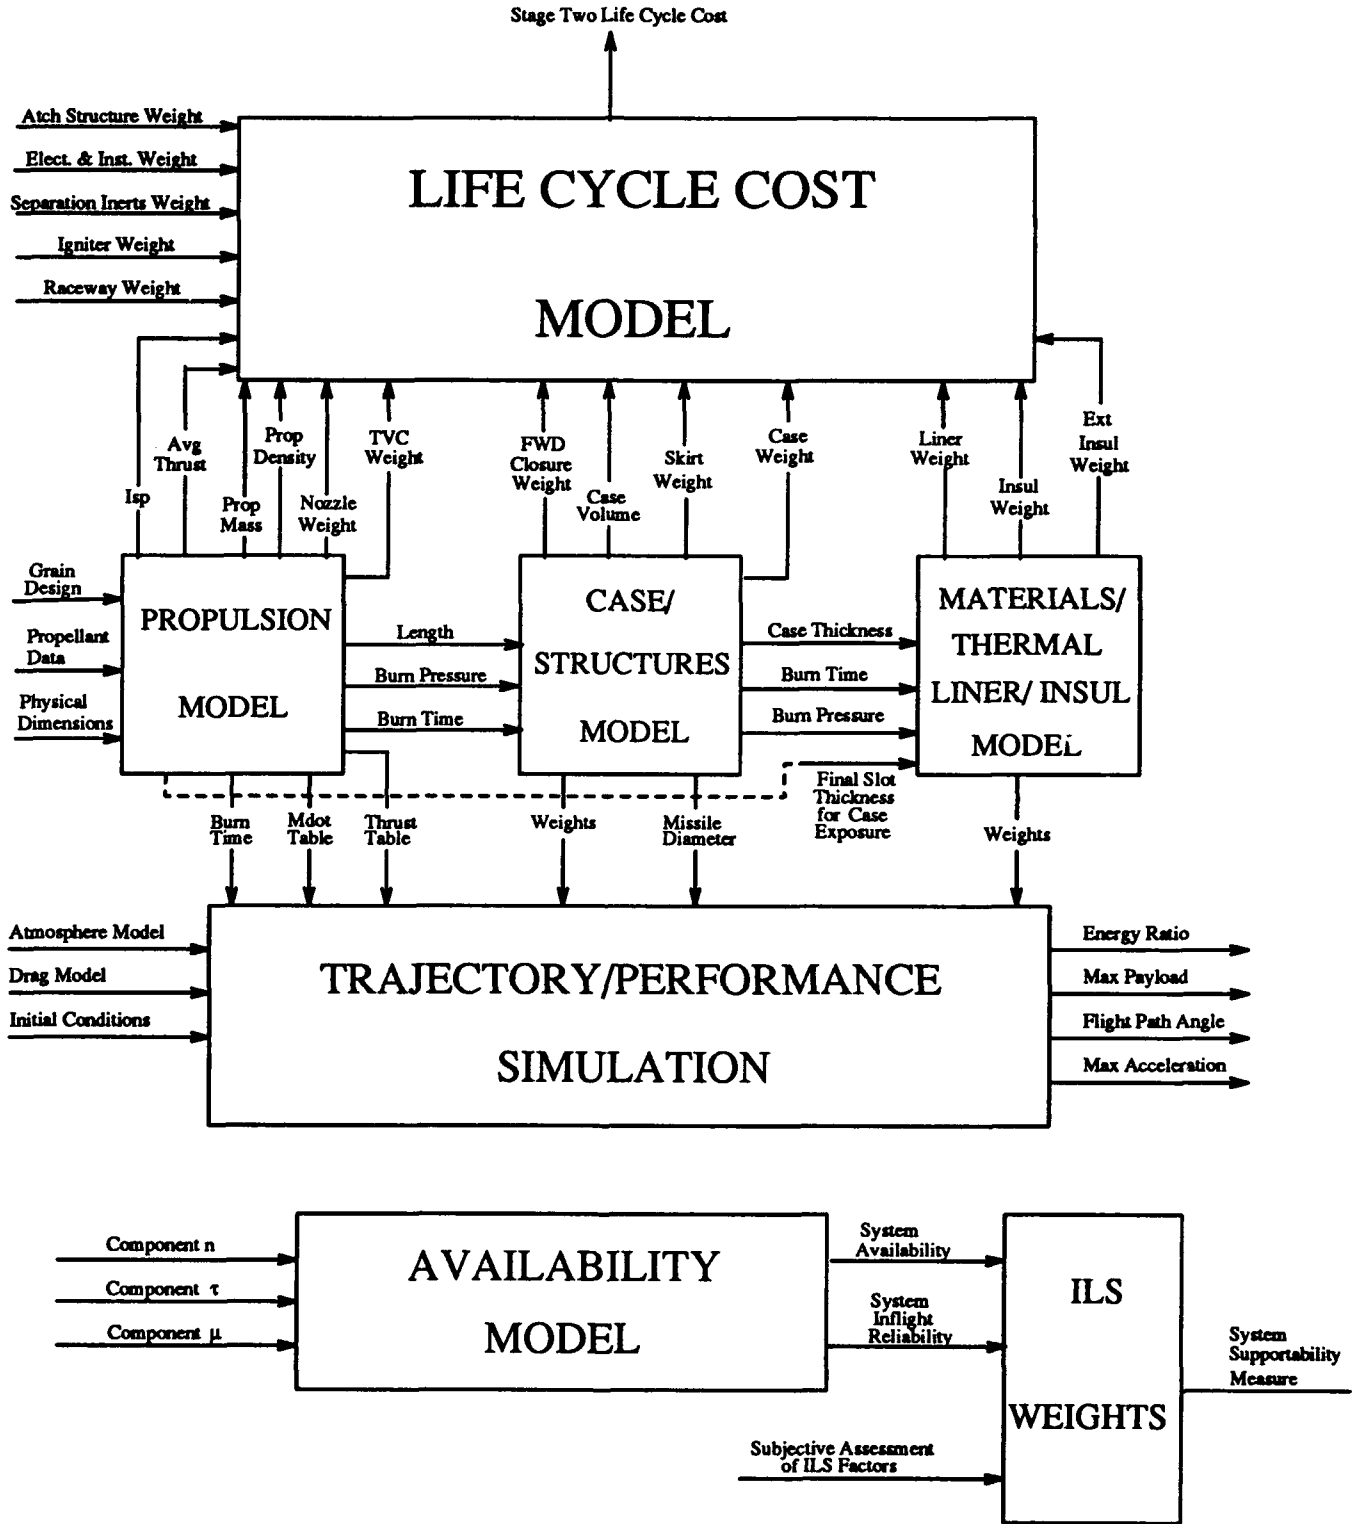 Stage Two Life Cycle Cost
Atch Structure Weight
Elect. & Inst. Weight
Separation Inerts Weight
Igniter Weight
Raceway Weight
LIFE CYCLE COST
MODEL
Isp
Avg
Thrust
Prop
Mass
Prop
Density
Nozzle
Weight
TVC
Weight
FWD
Closure
Weight
Case
Volume
Skirt
Weight
Case
Weight
Liner
Weight
Insul
Weight
Ext
Insul
Weight
Grain
Design
Propellant
Data
Physical
Dimensions
PROPULSION
MODEL
Length
Burn Pressure
Burn Time
CASE/
STRUCTURES
MODEL
Case Thickness
Burn Time
Burn Pressure
MATERIALS/
THERMAL
LINER/ INSUL
MODEL
Burn
Time
Mdot
Table
Thrust
Table
Weights
Missile
Diameter
Final Slot
Thickness
for Case
Exposure
Weights
Atmosphere Model
Drag Model
Initial Conditions
TRAJECTORY/PERFORMANCE
SIMULATION
Energy Ratio
Max Payload
Flight Path Angle
Max Acceleration
Component n
Component τ
Component μ
AVAILABILITY
MODEL
System
Availability
System
Inflight
Reliability
Subjective Assessment
of ILS Factors
ILS
WEIGHTS
System
Supportability
Measure